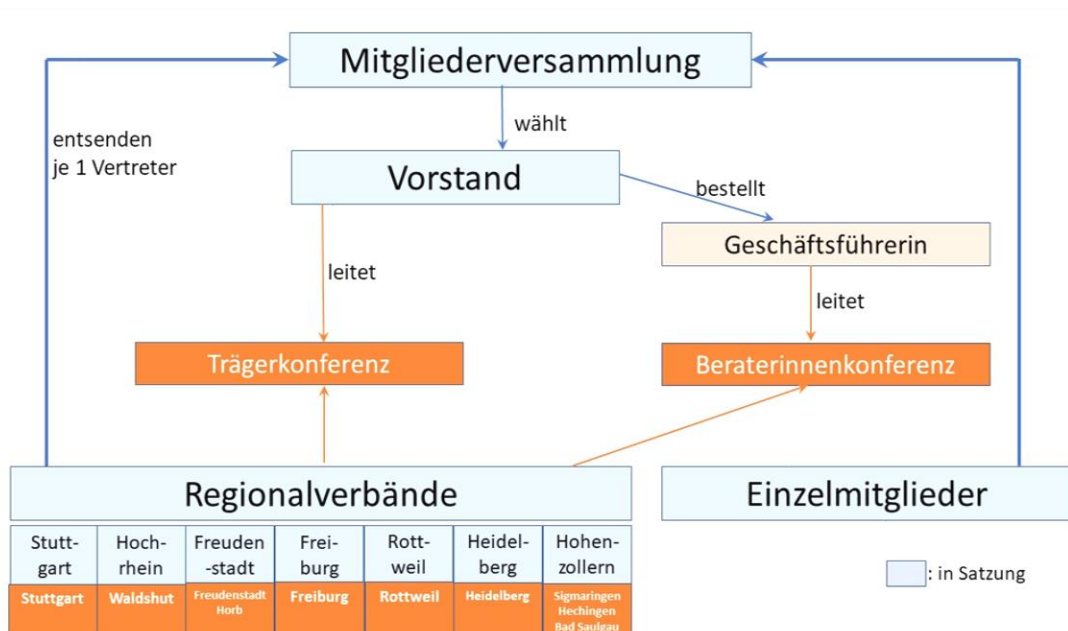 Mitgliederversammlung
entsenden
je 1 Vertreter
wählt
Vorstand
bestellt
Geschäftsführerin
leitet
leitet
Trägerkonferenz
Beraterinnenkonferenz
Regionalverbände
Einzelmitglieder
Stutt-
gart
Hoch-
rhein
Freuden
-stadt
Frei-
burg
Rott-
weil
Heidel-
berg
Hohen-
zollern
Stuttgart
Waldshut
Freudenstadt
Horb
Freiburg
Rottweil
Heidelberg
Sigmaringen
Hechingen
Bad Saulgau
: in Satzung